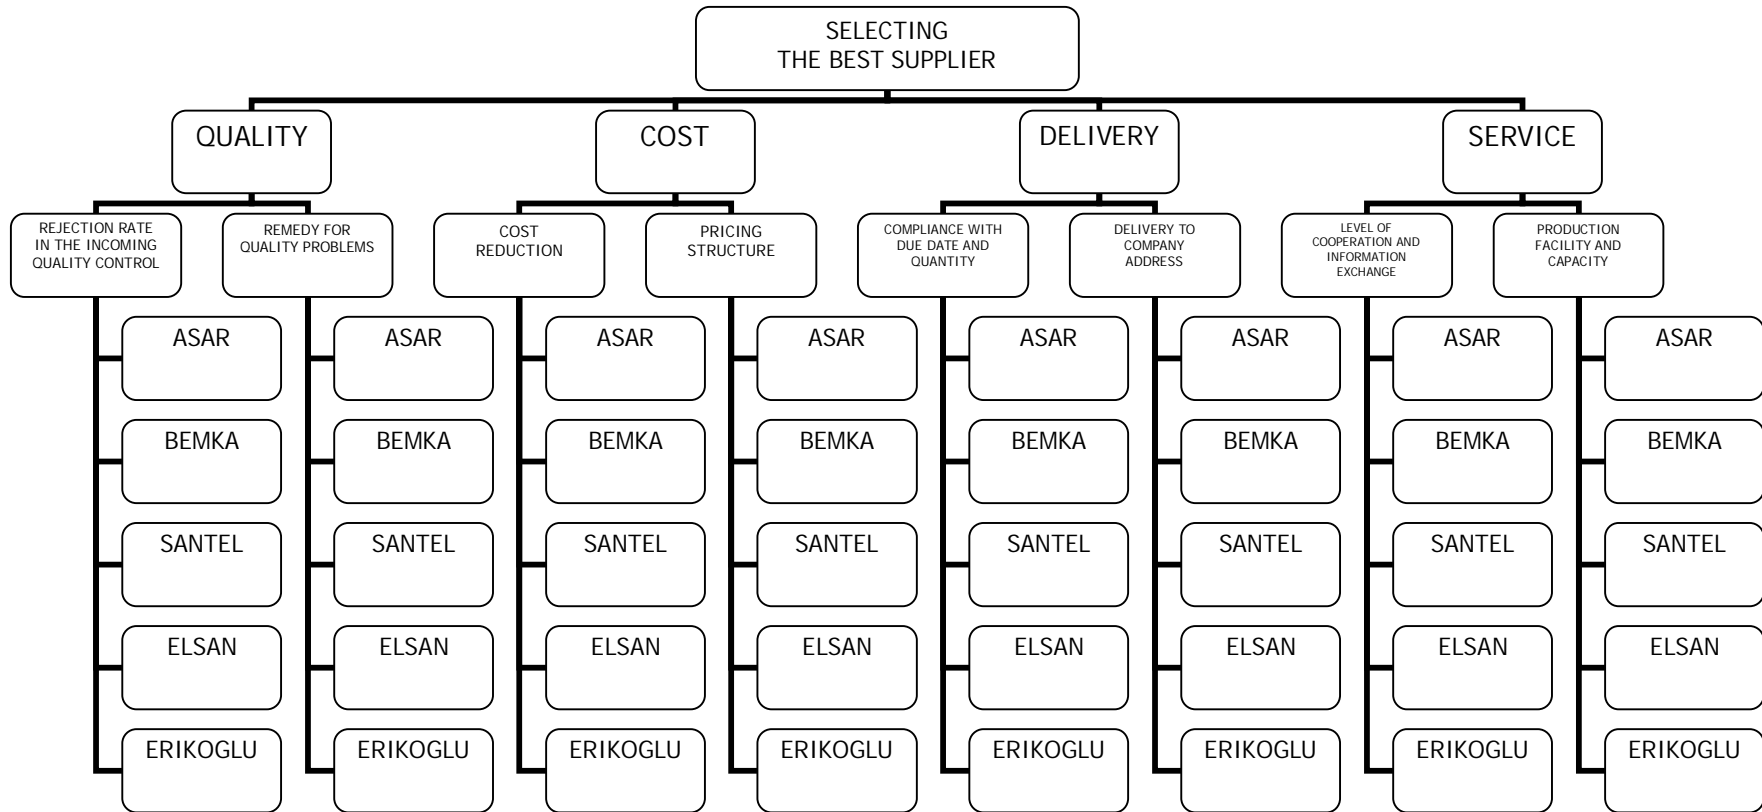 SELECTING
THE BEST SUPPLIER
QUALITY
COST
DELIVERY
SERVICE
REJECTION RATE
IN THE INCOMING
QUALITY CONTROL
REMEDY FOR
QUALITY PROBLEMS
COST
REDUCTION
PRICING
STRUCTURE
COMPLIANCE WITH
DUE DATE AND
QUANTITY
DELIVERY TO
COMPANY
ADDRESS
LEVEL OF
COOPERATION AND
INFORMATION
EXCHANGE
PRODUCTION
FACILITY AND
CAPACITY
ASAR
ASAR
ASAR
ASAR
ASAR
ASAR
ASAR
ASAR
BEMKA
BEMKA
BEMKA
BEMKA
BEMKA
BEMKA
BEMKA
BEMKA
SANTEL
SANTEL
SANTEL
SANTEL
SANTEL
SANTEL
SANTEL
SANTEL
ELSAN
ELSAN
ELSAN
ELSAN
ELSAN
ELSAN
ELSAN
ELSAN
ERIKOGLU
ERIKOGLU
ERIKOGLU
ERIKOGLU
ERIKOGLU
ERIKOGLU
ERIKOGLU
ERIKOGLU